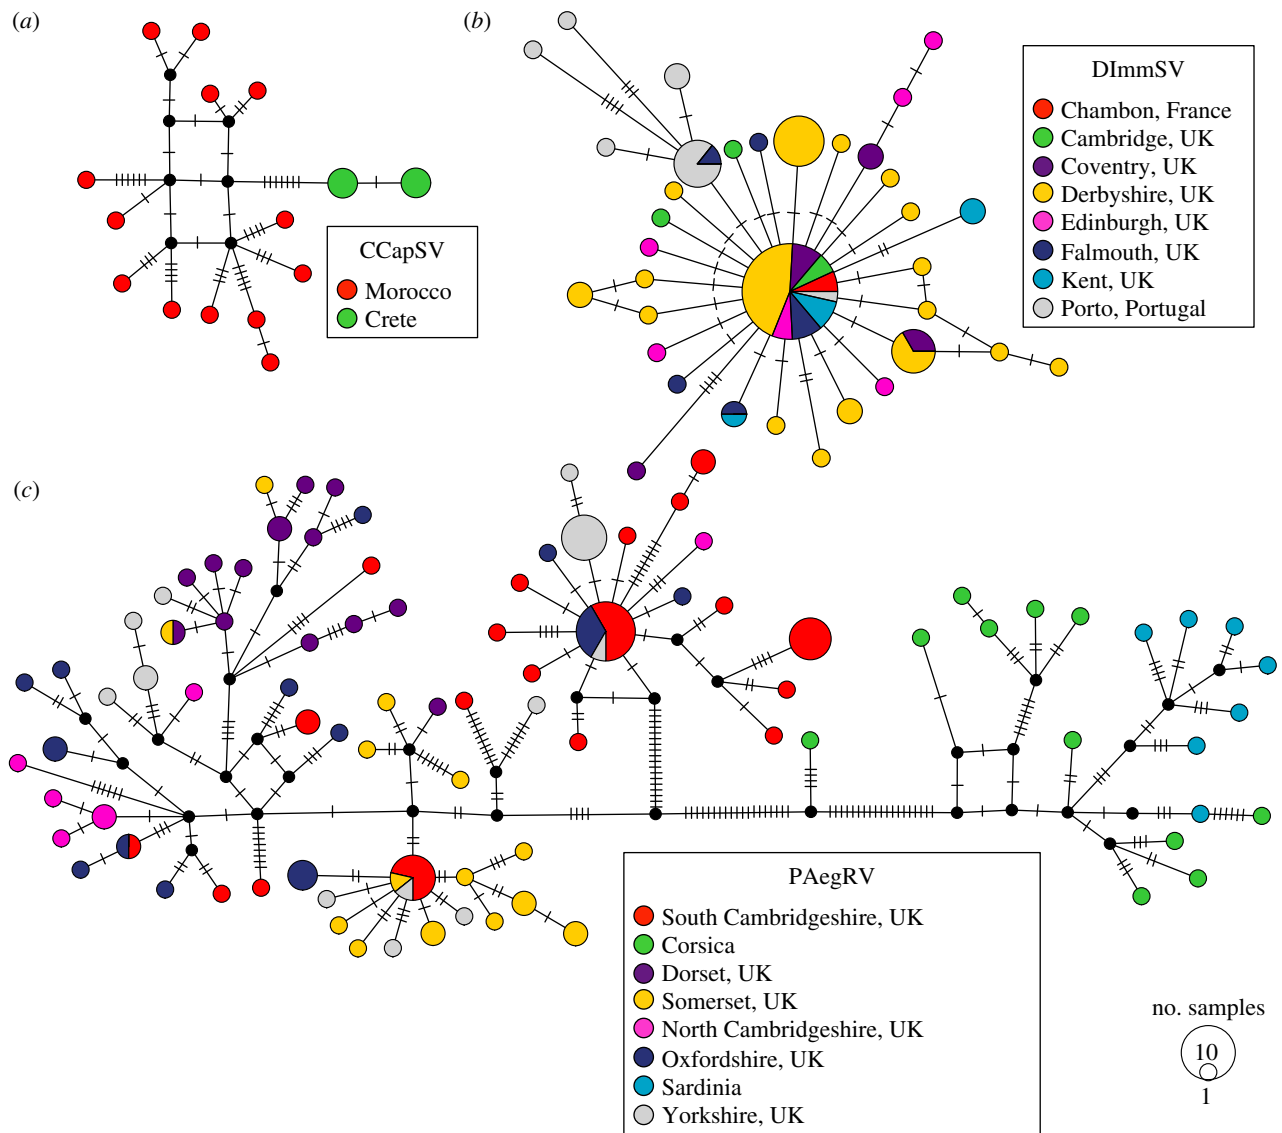 (a)
(b)
DImmSV
Chambon, France
Cambridge, UK
Coventry, UK
Derbyshire, UK
Edinburgh, UK
Falmouth, UK
Kent, UK
Porto, Portugal
CCapSV
Morocco
Crete
(c)
PAegRV
South Cambridgeshire, UK
Corsica
Dorset, UK
Somerset, UK
North Cambridgeshire, UK
Oxfordshire, UK
Sardinia
Yorkshire, UK
no. samples
10
1